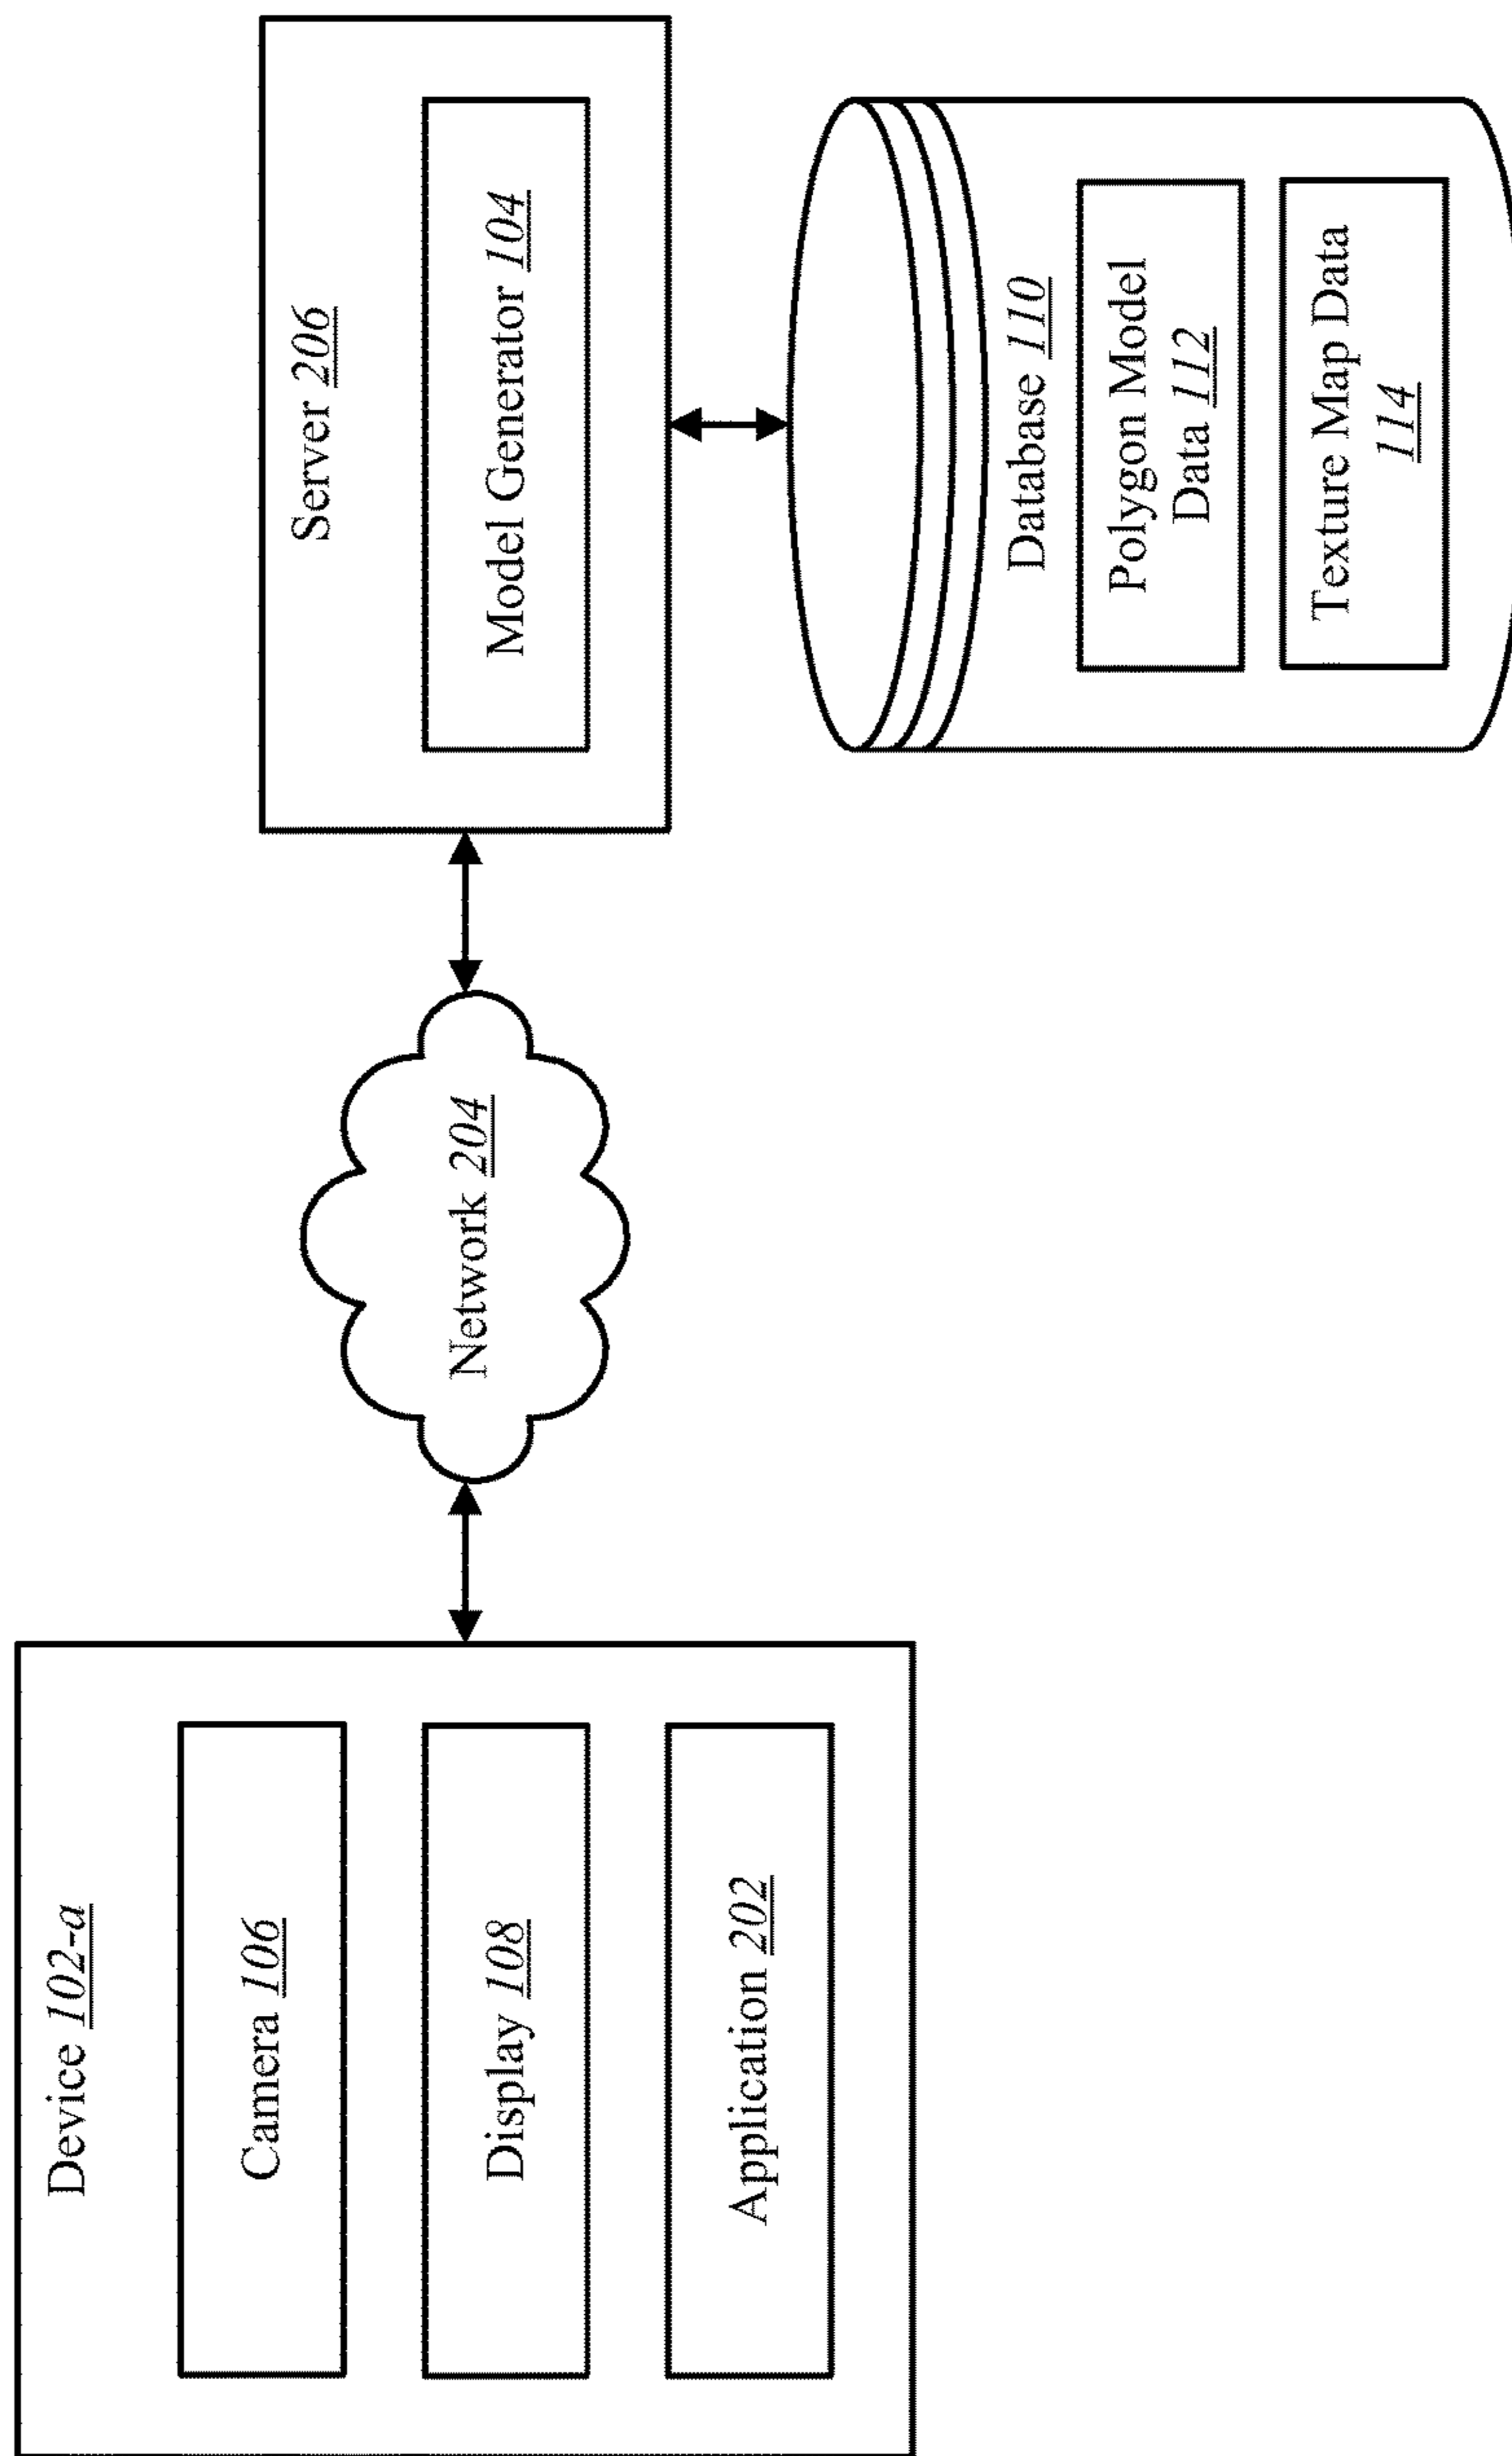 Device 102-a
Camera 106
Display 108
Application 202
Network 204
Server 206
Model Generator 104
Database 110
Polygon Model
Data 112
Texture Map Data
114